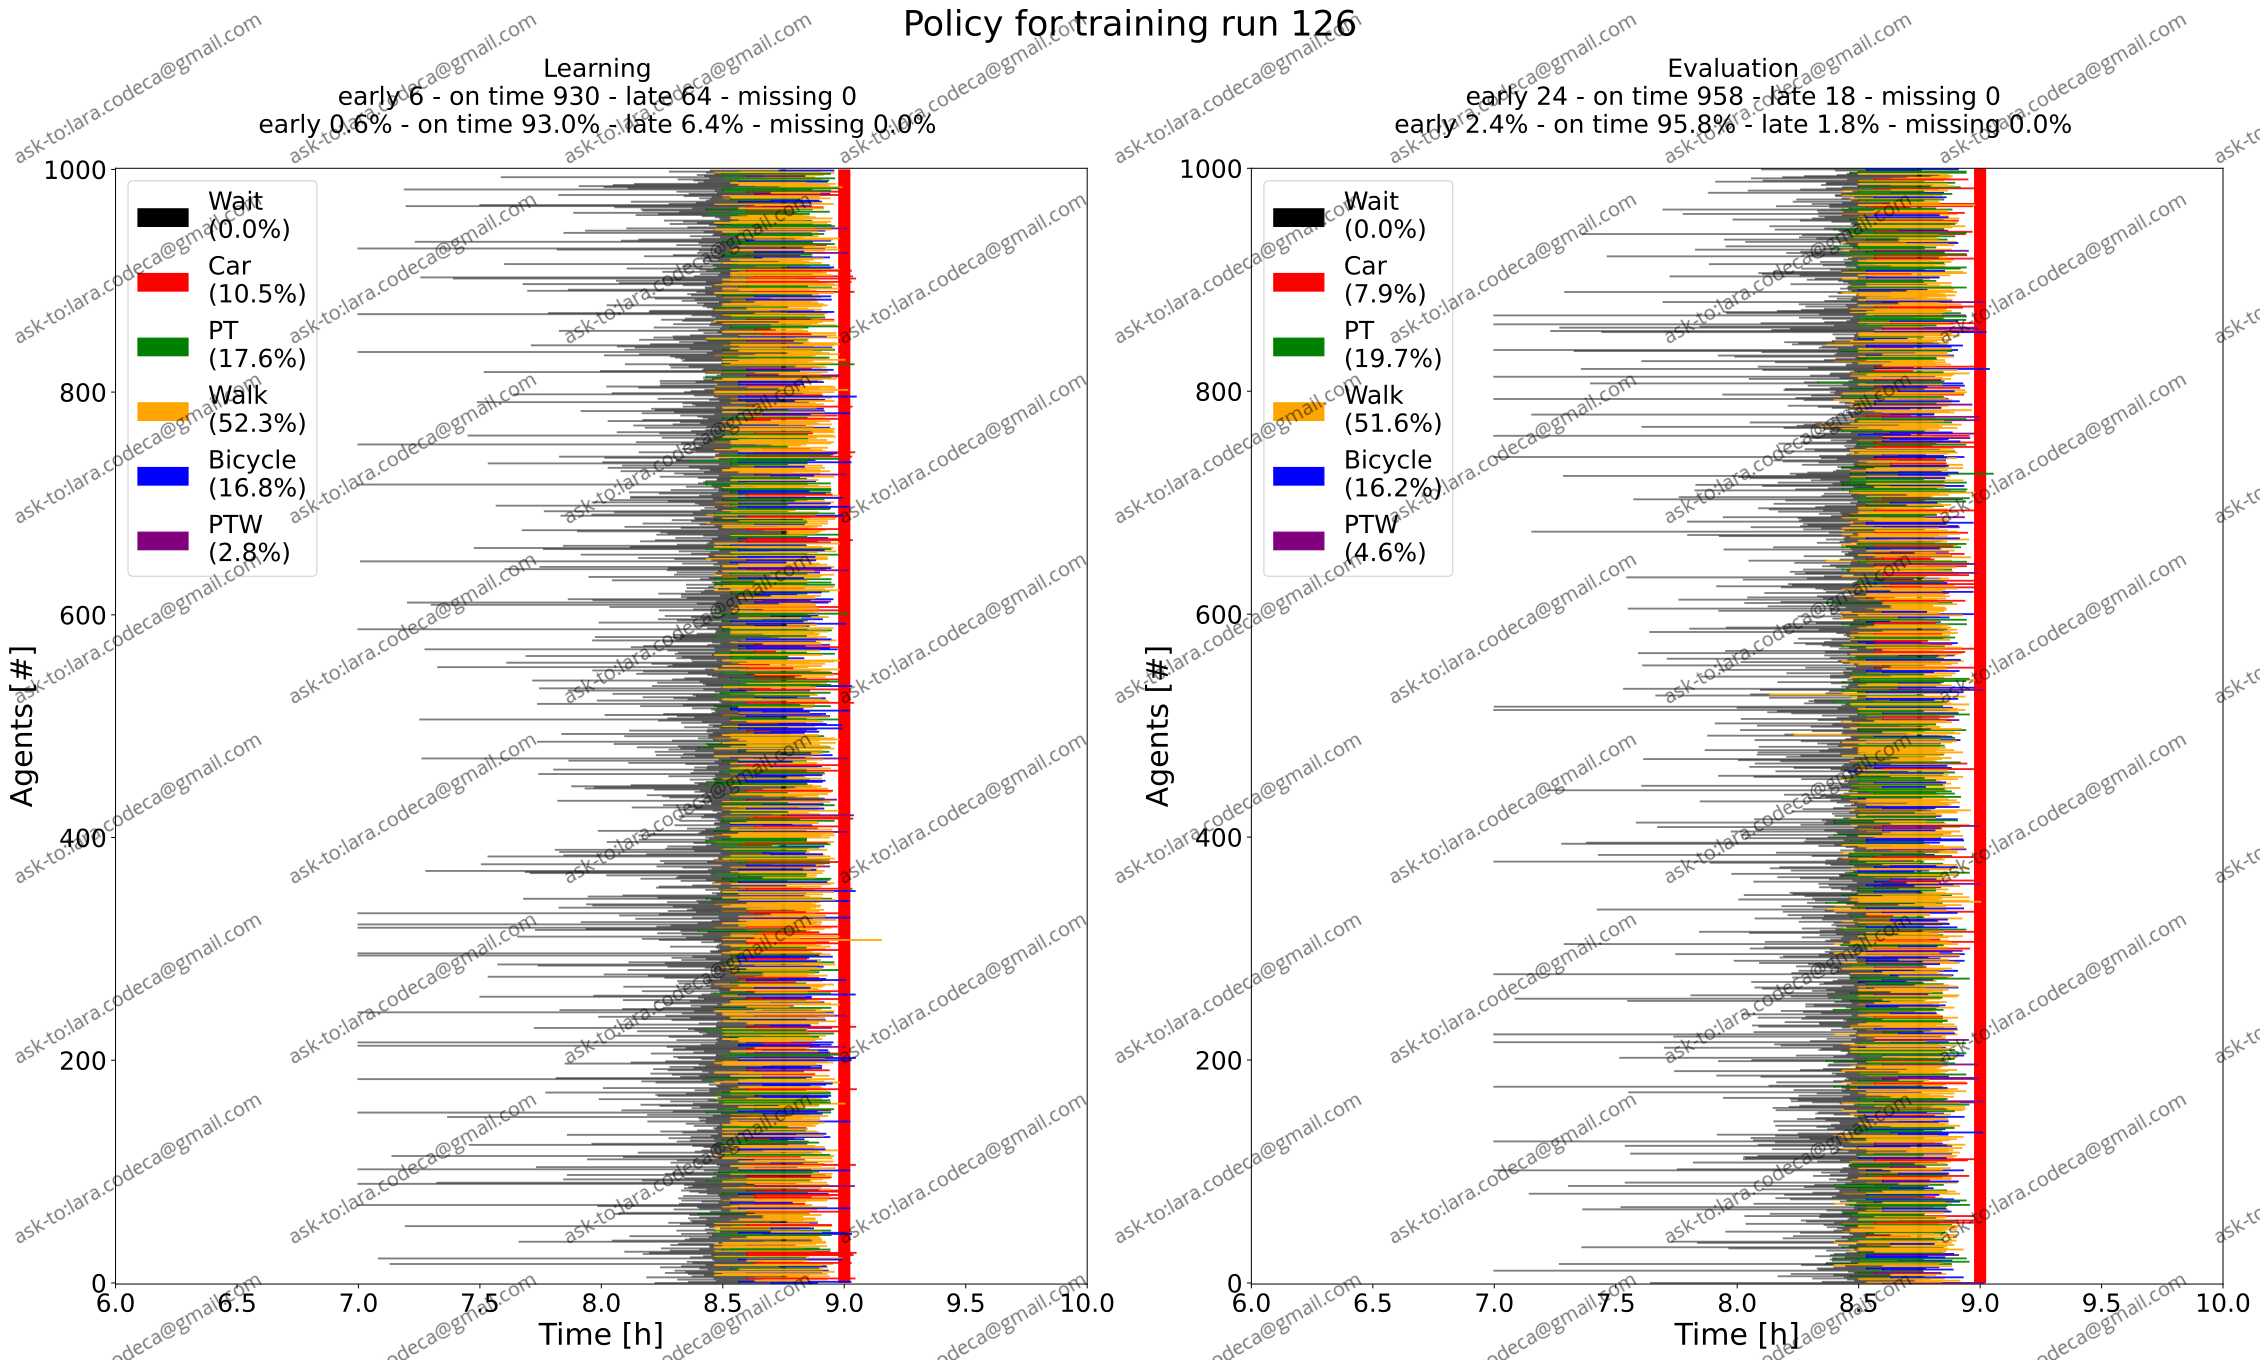 Policy for training run 126
Learning
early 6 - on time 930 - late 64 - missing 0
early 0.6% - on time 93.0% - late 6.4% - missing 0.0%
Agents [#]
1000
800
600
400
200
0
Wait
(0.0%)
Car
(10.5%)
PT
(17.6%)
Walk
(52.3%)
Bicycle
(16.8%)
PTW
(2.8%)
6.0 6.5 7.0 7.5 8.0 8.5 9.0 9.5 10.0
Time [h]
Evaluation
early 24 - on time 958 - late 18 - missing 0
early 2.4% - on time 95.8% - late 1.8% - missing 0.0%
Agents [#]
1000
800
600
400
200
0
Wait
(0.0%)
Car
(7.9%)
PT
(19.7%)
Walk
(51.6%)
Bicycle
(16.2%)
PTW
(4.6%)
6.0 6.5 7.0 7.5 8.0 8.5 9.0 9.5 10.0
Time [h]
ask-to:lara.codeca@gmail.com